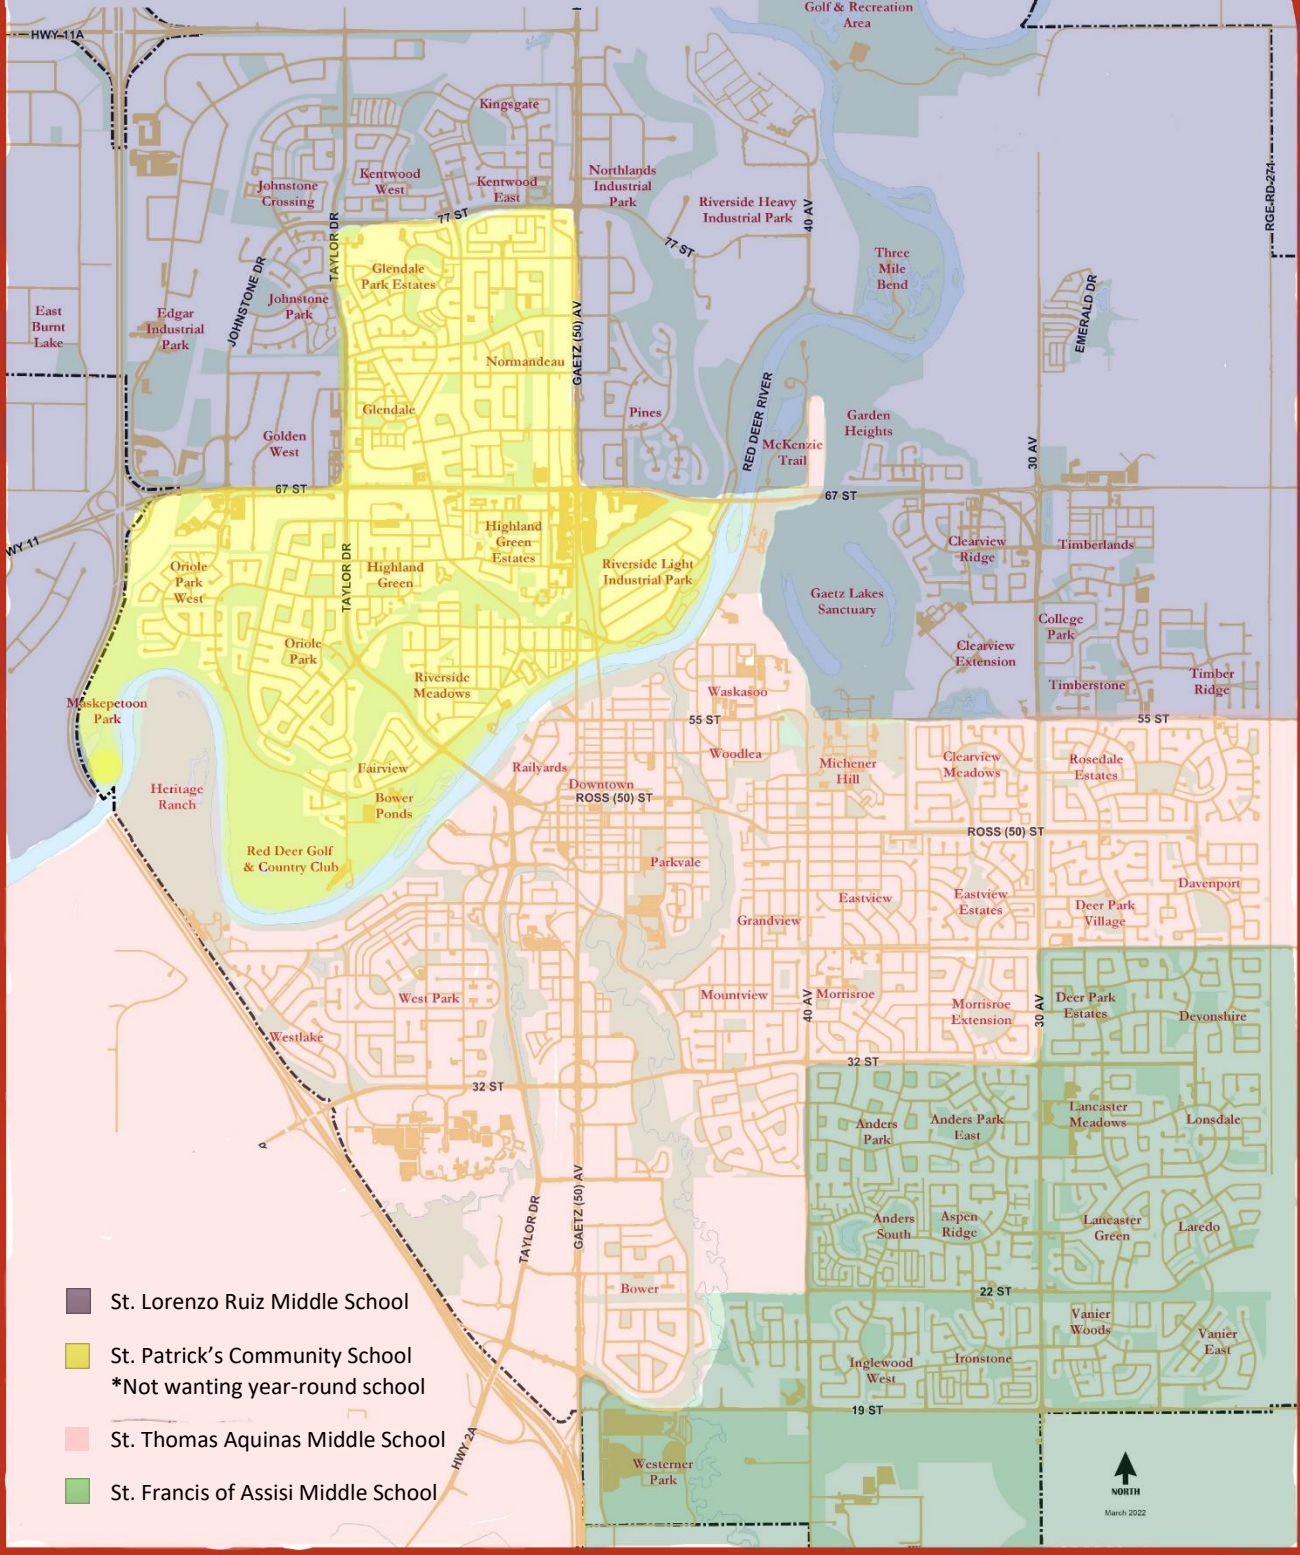 Golf & Recreation
Area
HWY 11A
Kingsgate
Johnstone
Crossing
Kentwood
West
Kentwood
East
Northlands
Industrial
Park
Riverside Heavy
Industrial Park
40 AV
RGE-RD-271
77 ST
77 ST
TAYLOR DR
Glendale
Park Estates
Three
Mile
Bend
JOHNSTONE DR
Johnstone
Park
East
Burnt
Lake
Edgar
Industrial
Park
EMERALD DR
GAETZ (50) AV
Normandeau
Glendale
Pines
RED DEER RIVER
Garden
Heights
Golden
West
McKenzie
Trail
30 AV
67 ST
67 ST
WY 11
Highland
Green
Estates
Clearview
Ridge
Timberlands
Oriole
Park
West
TAYLOR DR
Highland
Green
Riverside Light
Industrial Park
Gaetz Lakes
Sanctuary
College
Park
Oriole
Park
Clearview
Extension
Riverside
Meadows
Waskasoo
Timberstone
Timber
Ridge
Maskepetoon
Park
55 ST
55 ST
Woodlea
Fairview
Railyards
Michener
Hill
Clearview
Meadows
Rosedale
Estates
Heritage
Ranch
Bower
Ponds
Downtown
ROSS (50) ST
ROSS (50) ST
Red Deer Golf
& Country Club
Parkvale
Davenport
Eastview
Eastview
Estates
Deer Park
Village
Grandview
West Park
Mountview
40 AV
Morrisroe
Morrisroe
Extension
30 AV
Deer Park
Estates
Devonshire
Westlake
32 ST
32 ST
Lancaster
Meadows
Lonsdale
Anders
Park
Anders Park
East
A
TAYLOR DR
GAETZ (50) AV
Anders
South
Aspen
Ridge
Lancaster
Green
Laredo
Bower
22 ST
Vanier
Woods
Vanier
East
Inglewood
West
Ironstone
19 ST
HWY 2A
Westerner
Park
St. Lorenzo Ruiz Middle School
St. Patrick's Community School
*Not wanting year-round school
St. Thomas Aquinas Middle School
St. Francis of Assisi Middle School
NORTH
March 2022